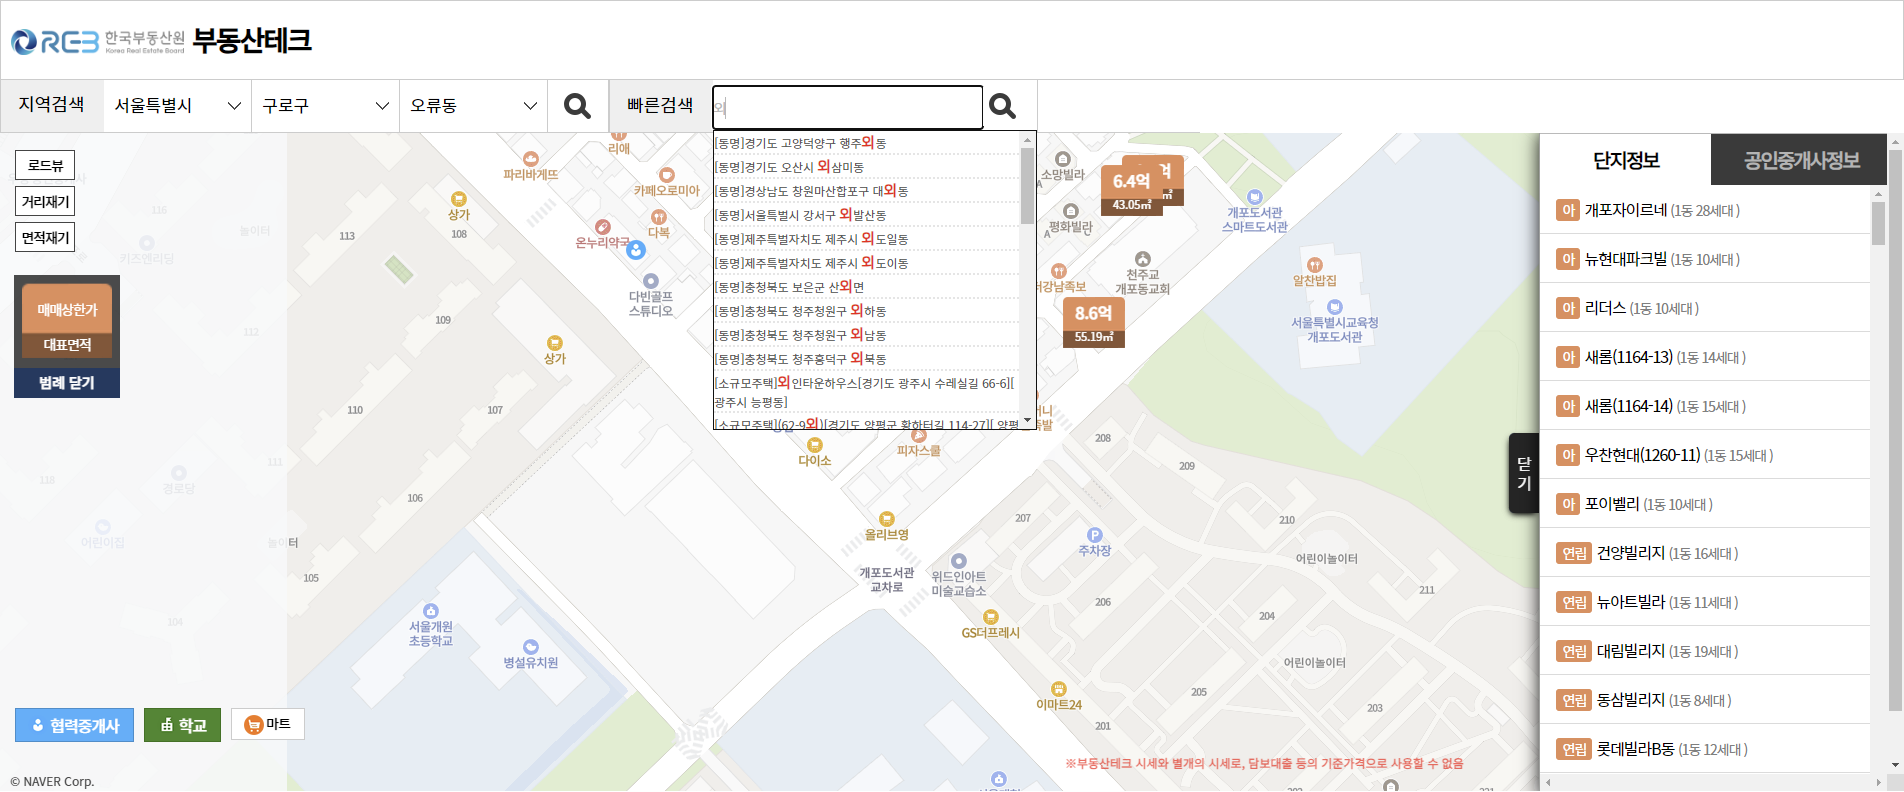 REB 한국부동산원 부동산테크
Korea Real Estate Board
지역검색 서울특별시 구로구 오류동 빠른검색 외
[동명]경기도 고양덕양구 행주외동
[동명]경기도 오산시 외삼미동
[동명]경상남도 창원마산합포구 대외동
[동명]서울특별시 강서구 외발산동
[동명]제주특별자치도 제주시 외도일동
[동명]제주특별자치도 제주시 외도이동
[동명]충청북도 보은군 산외면
[동명]충청북도 청주청원구 외하동
[동명]충청북도 청주청원구 외남동
[동명]충청북도 청주흥덕구 외북동
[소규모주택]외인타운하우스[경기도 광주시 수레실길 66-6][
광주시 능평동]
[소규모주택](62-9외)[경기도 양평군 황하터길 114-27][ 양평
로드뷰
거리재기
면적재기
매매상한가
대표면적
범례 닫기
116
놀이터
키즈엔리딩
112
111
118
경로당
어린이집
놀이터
104
113
108
109
110
107
106
105
상가
상가
파리바게뜨
리애
카페오로미아
다복
온누리약국
다빈골프
스튜디오
소망빌라
평화빌라
6.4억
43.05㎡
억
㎡
개포도서관
스마트도서관
천주교
개포동교회
강남족보
8.6억
55.19㎡
알찬밥집
서울특별시교육청
개포도서관
다이소
피자스쿨
올리브영
개포도서관
교차로
위드인아트
미술교습소
GS더프레시
주차장
어린이놀이터
어린이놀이터
이마트24
208
209
207
210
211
206
204
205
203
201
서울개원
초등학교
병설유치원
협력중개사 학교 마트
© NAVER Corp.
※부동산테크 시세와 별개의 시세로, 담보대출 등의 기준가격으로 사용할 수 없음
닫
기
단지정보 공인중개사정보
아 개포자이르네 (1동 28세대 )
아 뉴현대파크빌 (1동 10세대 )
아 리더스 (1동 10세대 )
아 새롬(1164-13) (1동 14세대 )
아 새롬(1164-14) (1동 15세대 )
아 우찬현대(1260-11) (1동 15세대 )
아 포이벨리 (1동 10세대 )
연립 건양빌리지 (1동 16세대 )
연립 뉴아트빌라 (1동 11세대 )
연립 대림빌리지 (1동 19세대 )
연립 동삼빌리지 (1동 8세대 )
연립 롯데빌라B동 (1동 12세대 )